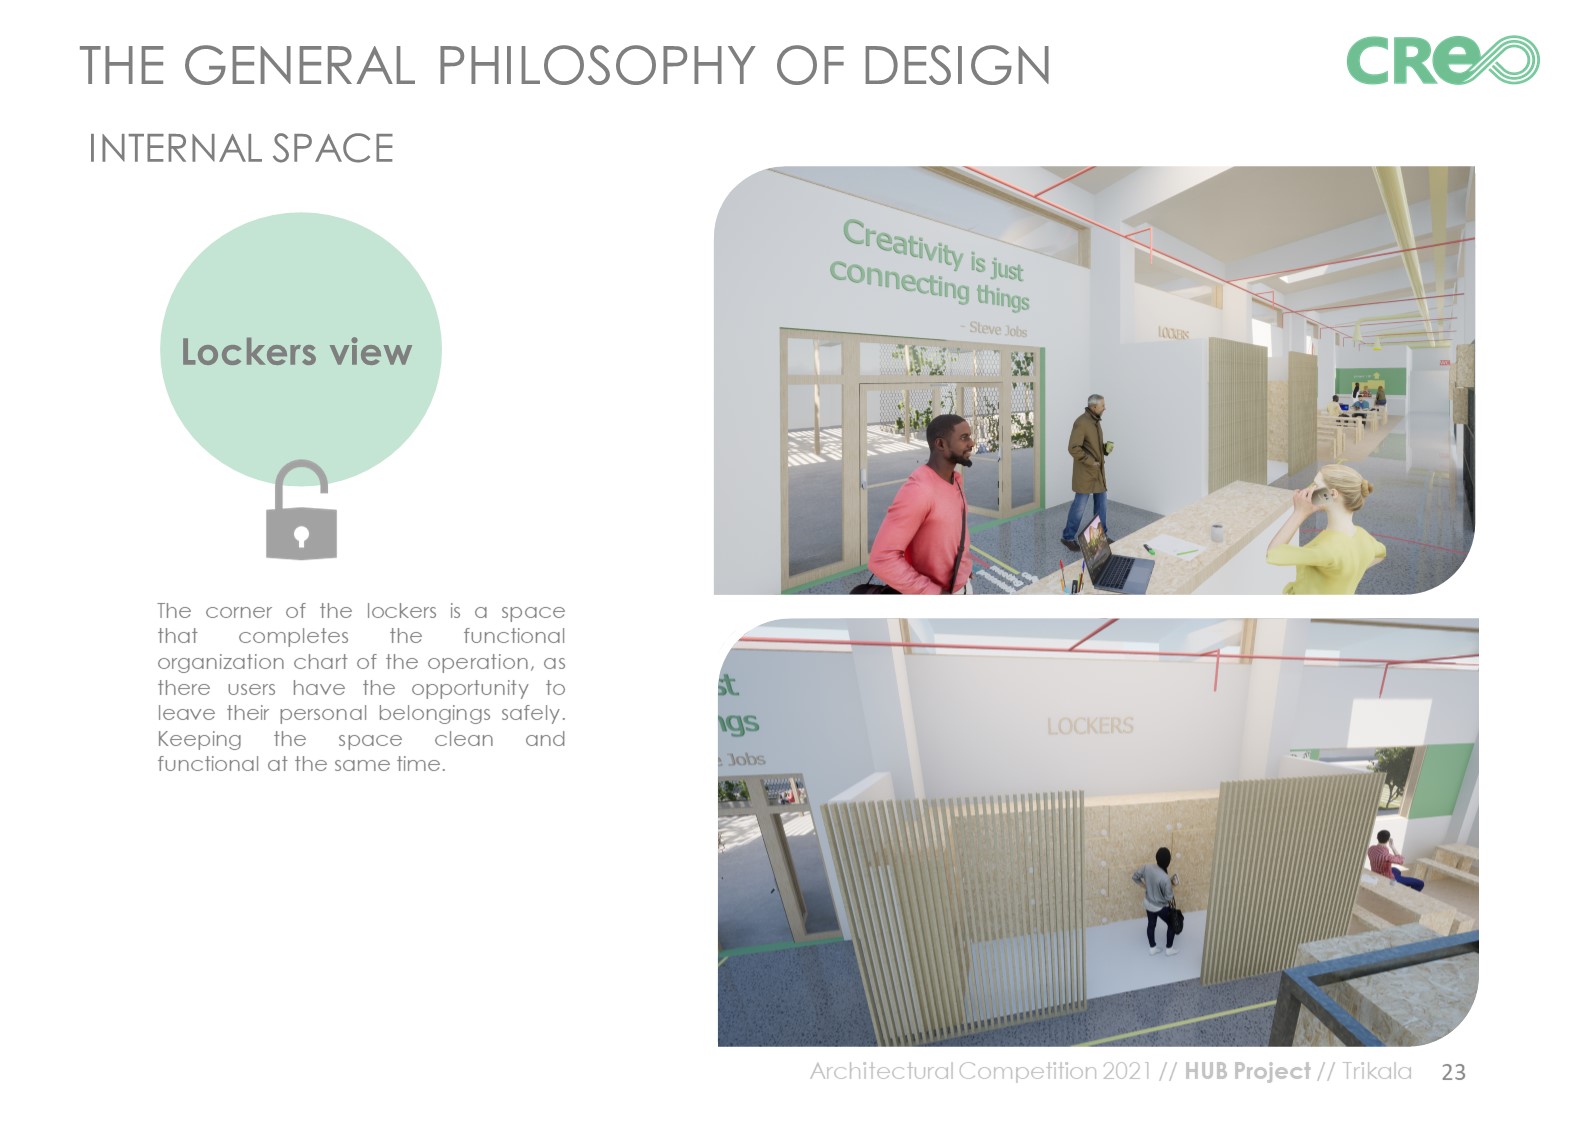 THE GENERAL PHILOSOPHY OF DESIGN
CREO
INTERNAL SPACE
Lockers view
The corner of the lockers is a space
that completes the functional
organization chart of the operation, as
there users have the opportunity to
leave their personal belongings safely.
Keeping the space clean and
functional at the same time.
Creativity is just
connecting things
- Steve Jobs
LOCKERS
st
ngs
e Jobs
LOCKERS
Architectural Competition 2021 // HUB Project // Trikala 23